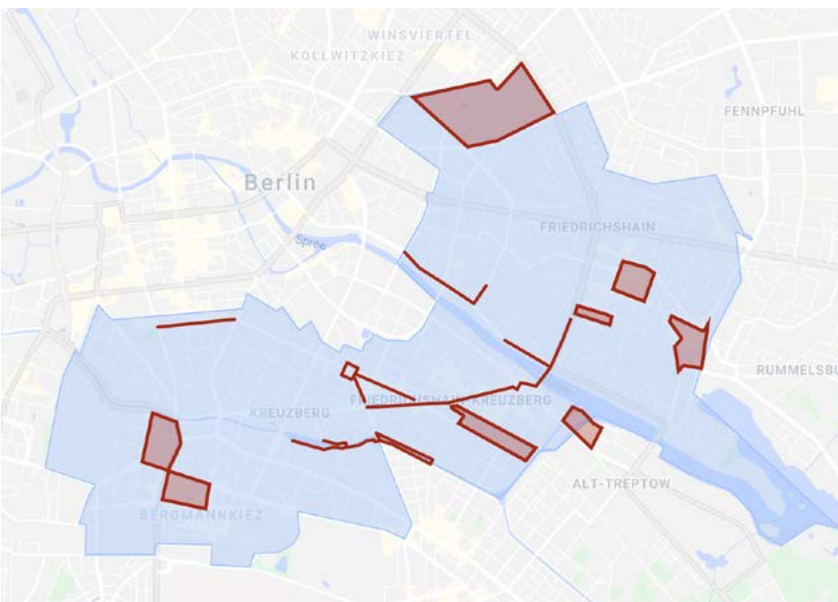 WINSVIERTEL
KOLLWITZKIEZ
FENNPFUHL
Berlin
FRIEDRICHSHAIN
Spree
RUMMELSBU
FRIEDRICHSHAIN-KREUZBERG
KREUZBERG
ALT-TREPTOW
BERGMANNKIEZ